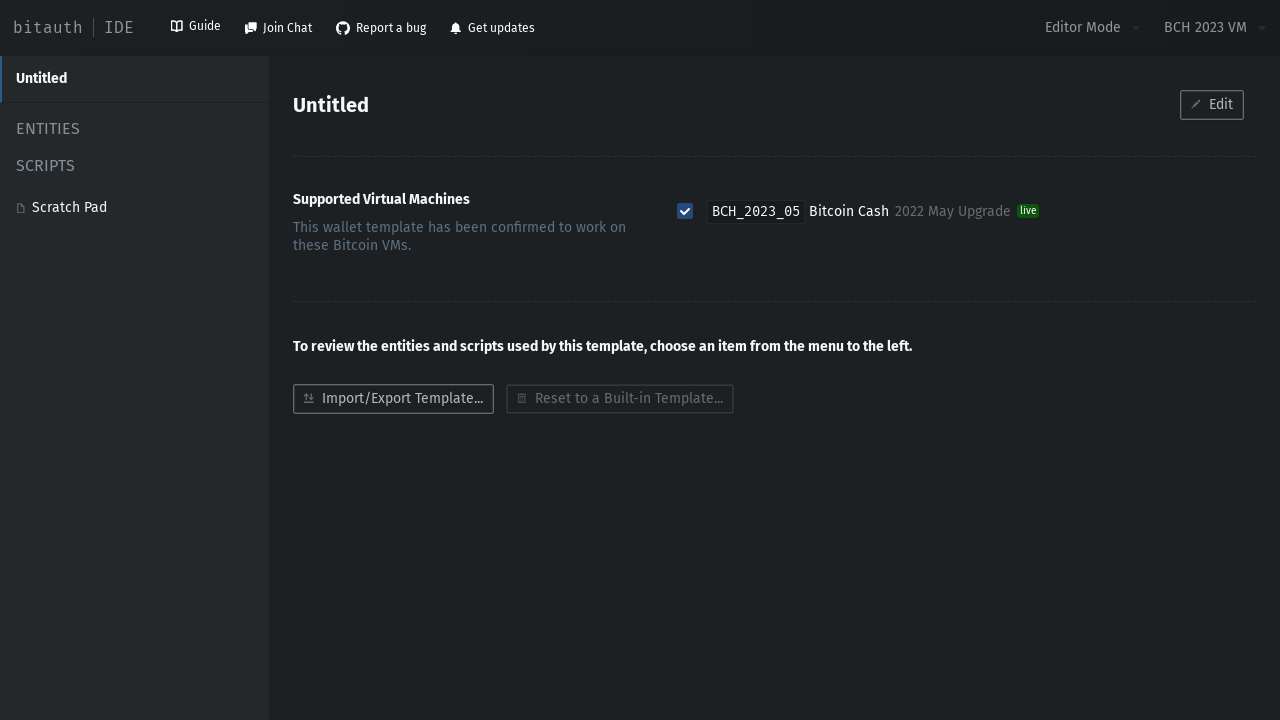 bitauth IDE
Guide
Join Chat
Report a bug
Get updates
Editor Mode
BCH 2023 VM
Untitled
ENTITIES
SCRIPTS
Scratch Pad
Untitled
Edit
Supported Virtual Machines
This wallet template has been confirmed to work on
these Bitcoin VMs.
BCH_2023_05 Bitcoin Cash 2022 May Upgrade live
To review the entities and scripts used by this template, choose an item from the menu to the left.
Import/Export Template...
Reset to a Built-in Template...